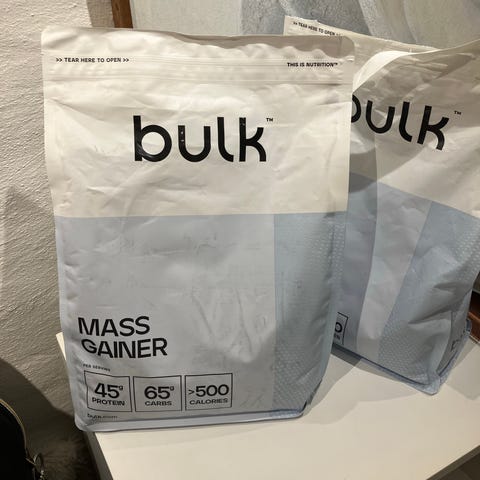 >> TEAR HERE TO OPEN >>
THIS IS NUTRITION™
bulk™
MASS
GAINER
PER SERVING
45g
PROTEIN
65g
CARBS
>500
CALORIES
bulk.com
>> TEAR HERE TO OPEN >>
bulk™